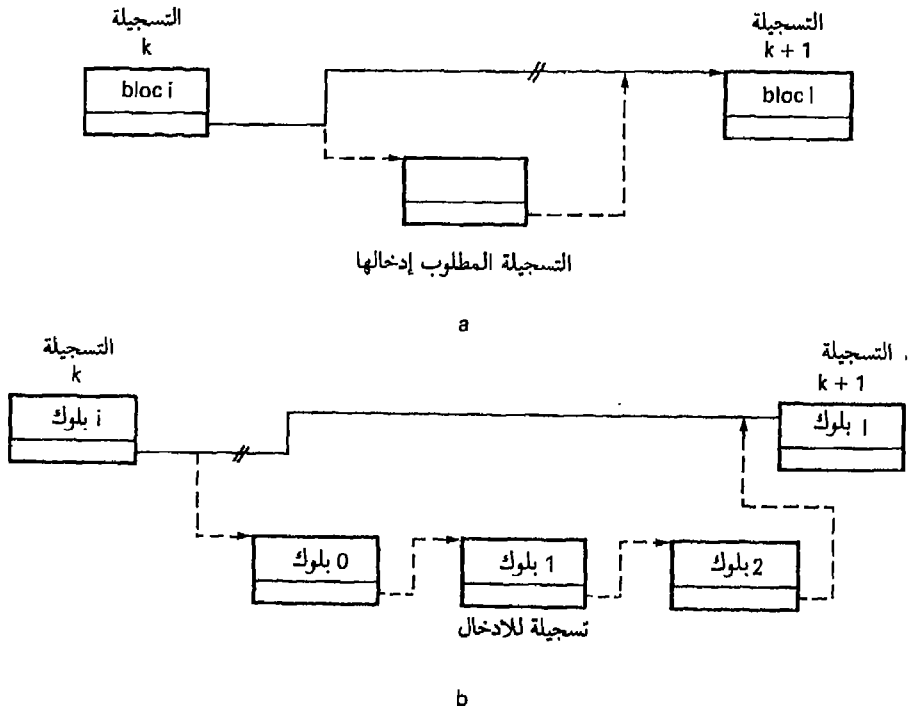 التسجيلة
k
bloc i
التسجيلة
k + 1
bloc l
التسجيلة المطلوب إدخالها
a
التسجيلة
k
بلوك i
التسجيلة
k + 1
بلوك l
بلوك 0
بلوك 1
بلوك 2
تسجيلة للادخال
b